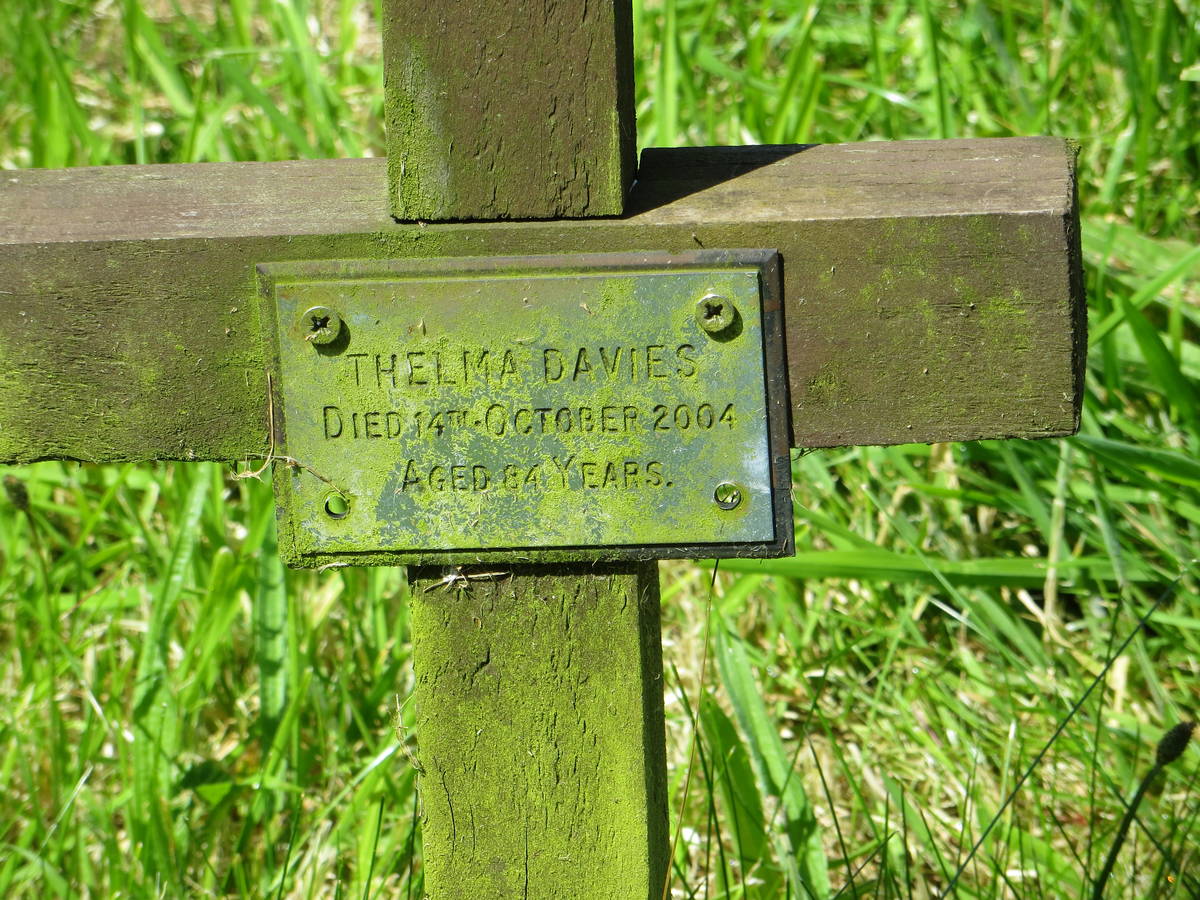 THELMA DAVIES
DIED 14TH OCTOBER 2004
AGED 84 YEARS.